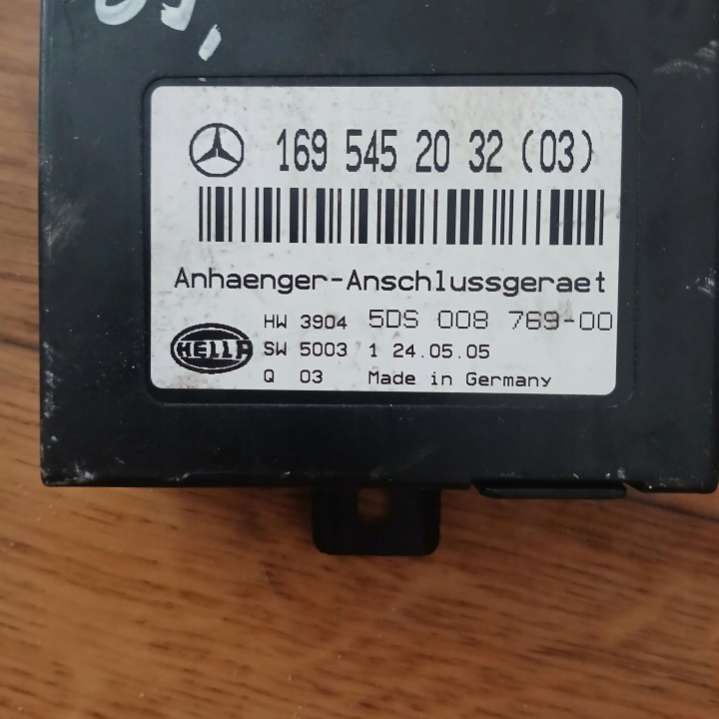 169 545 20 32 (03)
Anhaenger-Anschlussgeraet
HW 3904 5DS 008 769-00
HELLA SW 5003 1 24.05.05
Q 03 Made in Germany